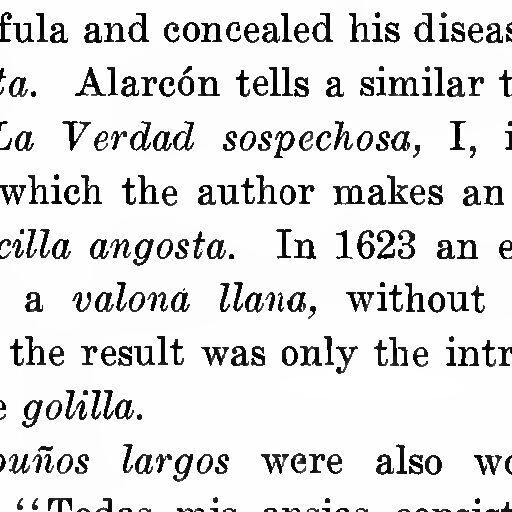 fula and concealed his diseas
ta. Alarcón tells a similar t
La Verdad sospechosa, I, i
which the author makes an
cilla angosta. In 1623 an e
a valona llana, without
the result was only the intr
e golilla.
puños largos were also wo
“Todas mis ansias consist